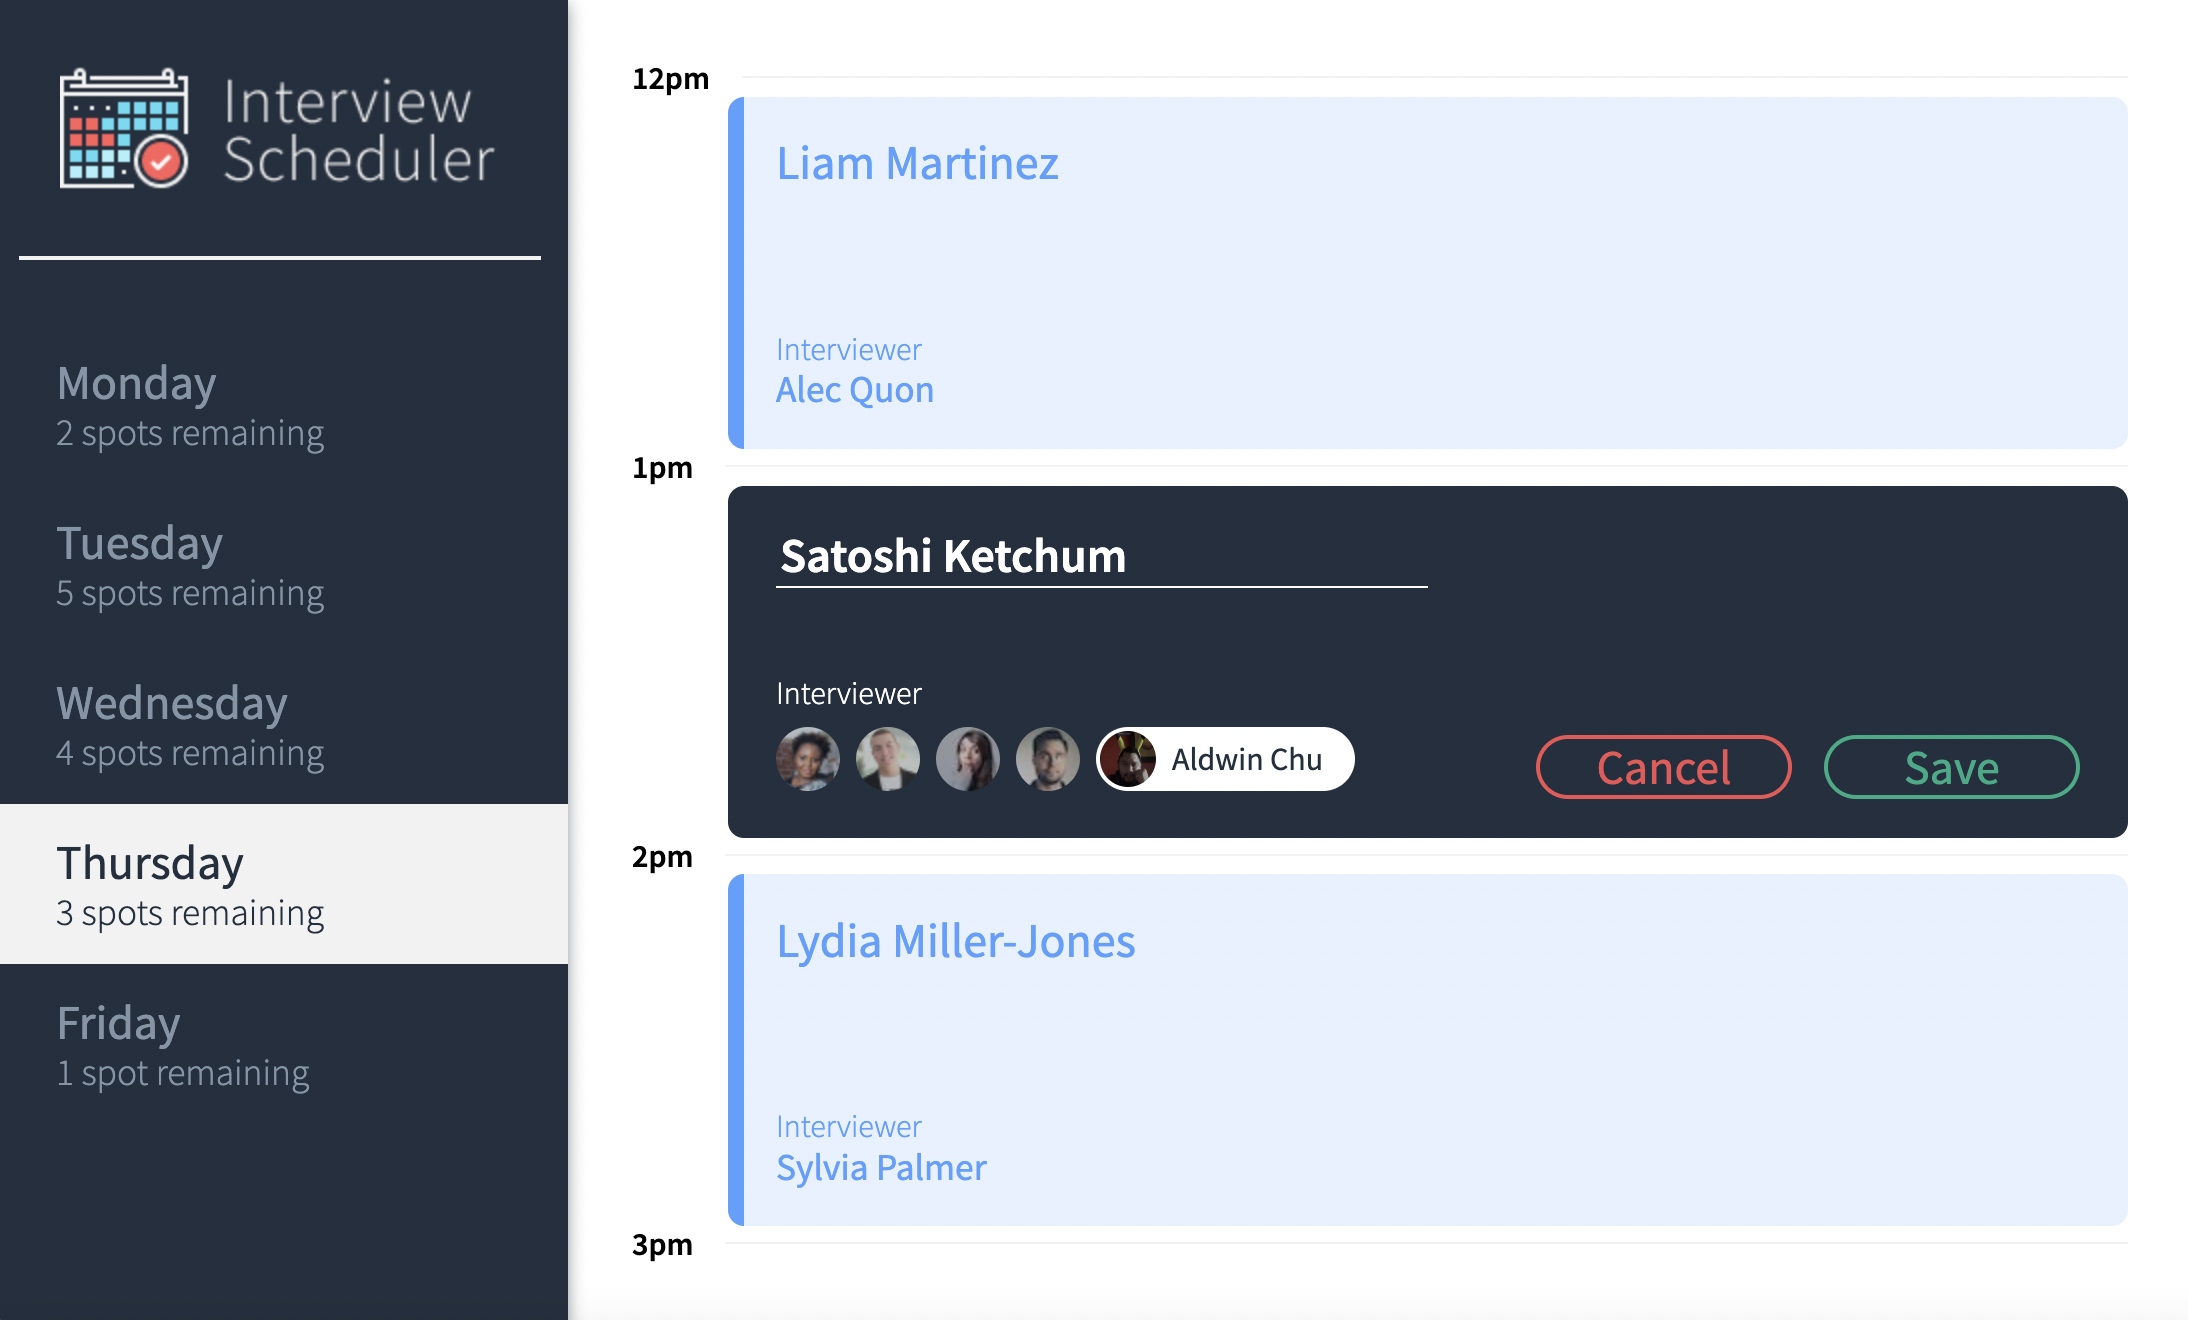 Interview
Scheduler
Monday
2 spots remaining
Tuesday
5 spots remaining
Wednesday
4 spots remaining
Thursday
3 spots remaining
Friday
1 spot remaining
12pm
Liam Martinez
Interviewer
Alec Quon
1pm
Satoshi Ketchum
Interviewer
Aldwin Chu
Cancel
Save
2pm
Lydia Miller-Jones
Interviewer
Sylvia Palmer
3pm